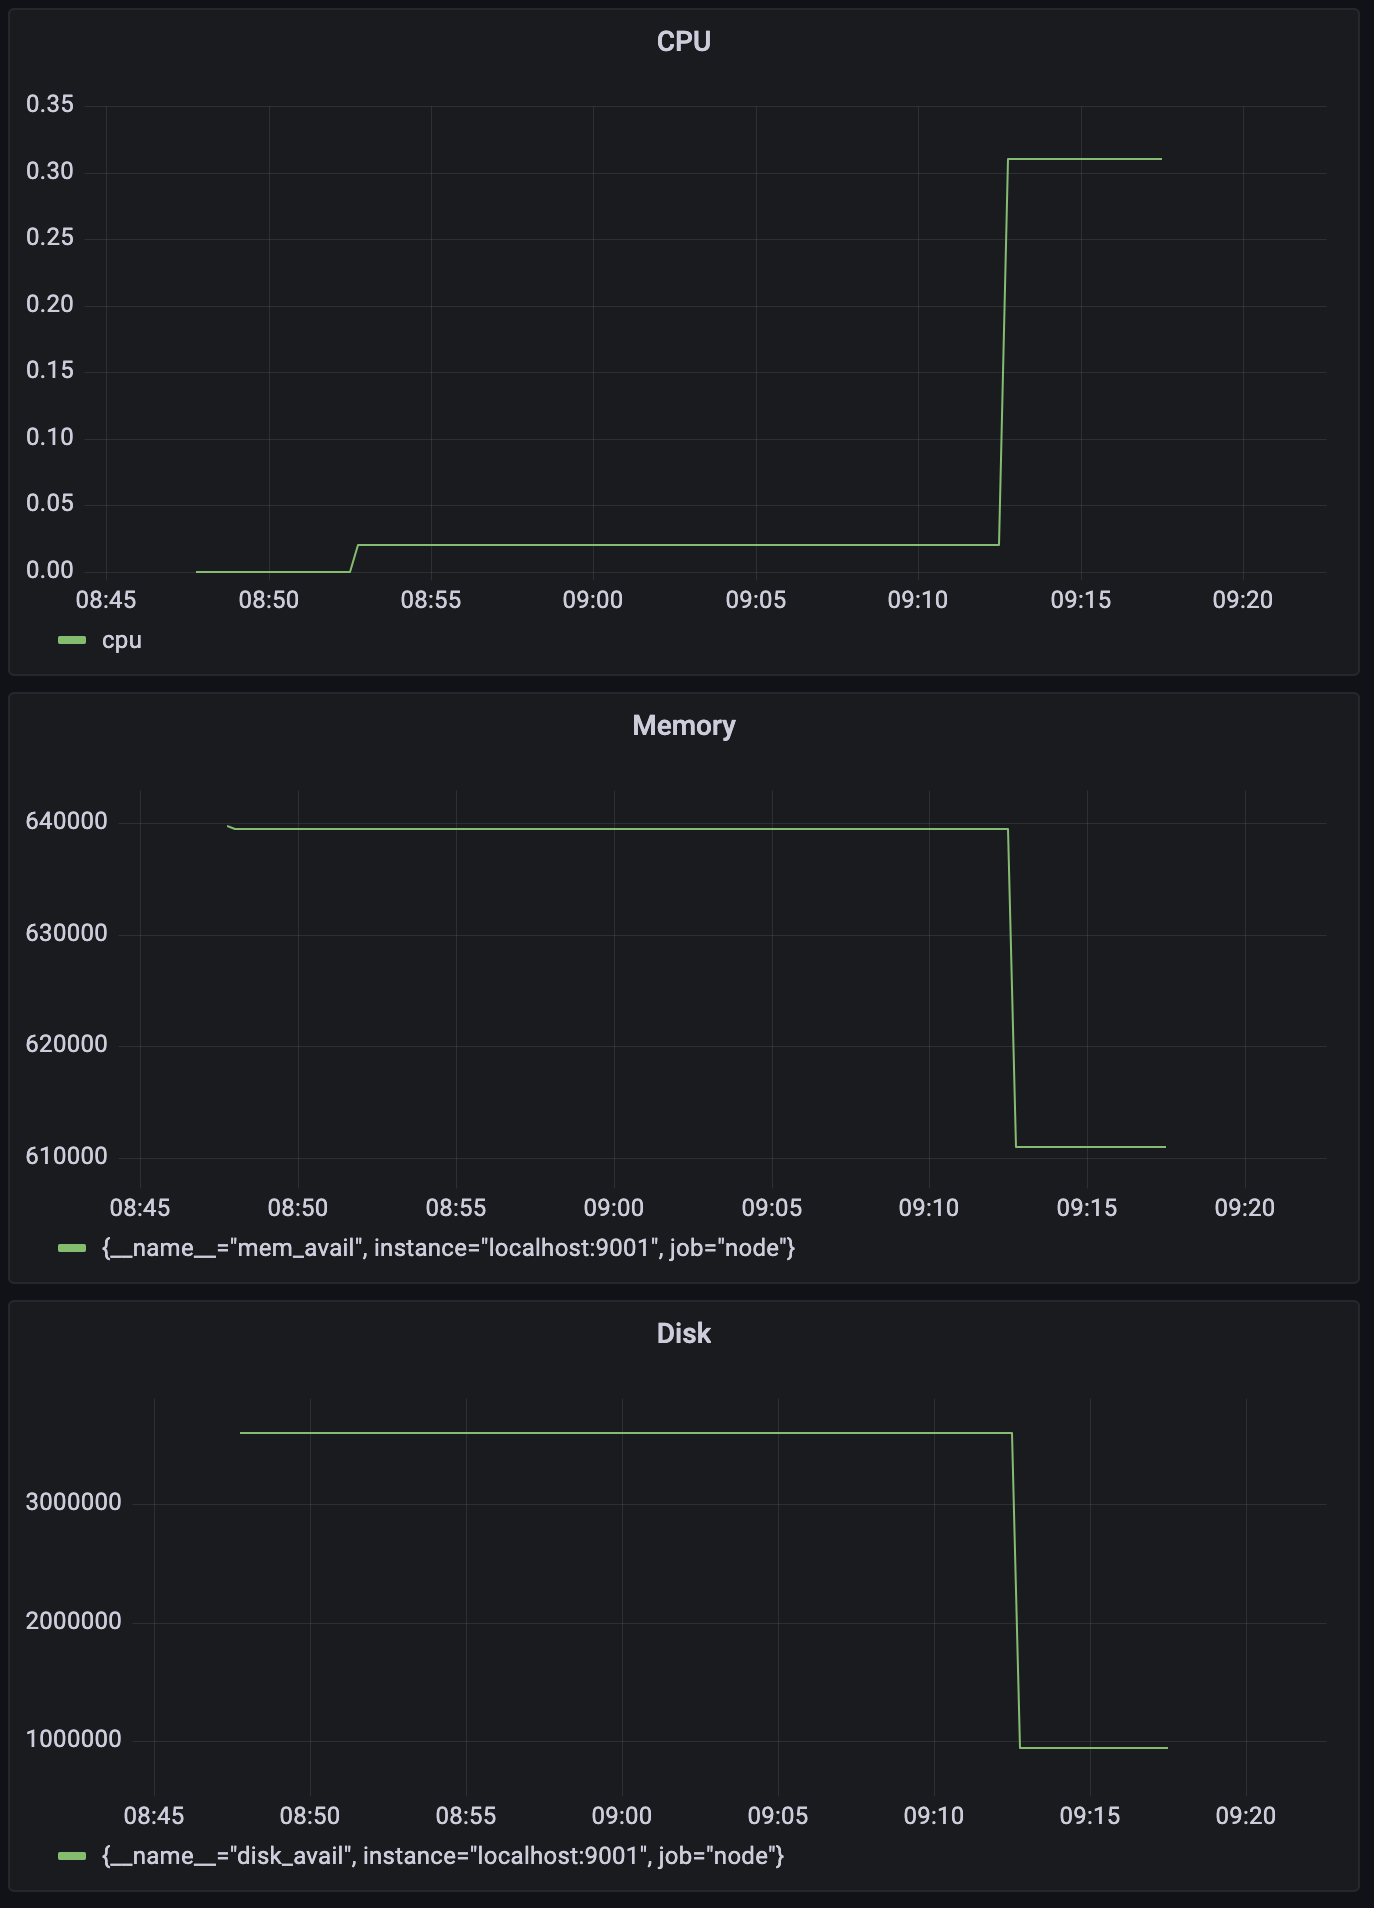 CPU
0.35
0.30
0.25
0.20
0.15
0.10
0.05
0.00
08:45 08:50 08:55 09:00 09:05 09:10 09:15 09:20
cpu
Memory
640000
630000
620000
610000
08:45 08:50 08:55 09:00 09:05 09:10 09:15 09:20
{__name__="mem_avail", instance="localhost:9001", job="node"}
Disk
3000000
2000000
1000000
08:45 08:50 08:55 09:00 09:05 09:10 09:15 09:20
{__name__="disk_avail", instance="localhost:9001", job="node"}